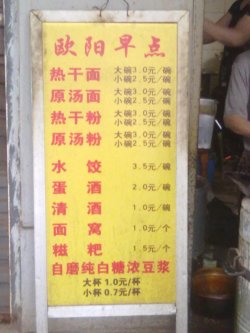 欧阳早点
热干面 大碗3.0元/碗
小碗2.5元/碗
原汤面 大碗3.0元/碗
小碗2.5元/碗
热干粉 大碗3.0元/碗
小碗2.5元/碗
原汤粉 大碗3.0元/碗
小碗2.5元/碗
水饺 3.5元/碗
蛋酒 2.0元/碗
清酒 1.0元/碗
面窝 1.0元/个
糍粑 1.5元/个
自磨纯白糖浓豆浆
大杯 1.0元/杯
小杯 0.7元/杯